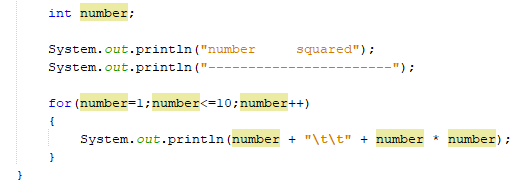 int number;
System.out.println("number     squared");
System.out.println("-----------------------");
for(number=1;number<=10;number++)
{
System.out.println(number + "\t\t" + number * number);
}
}